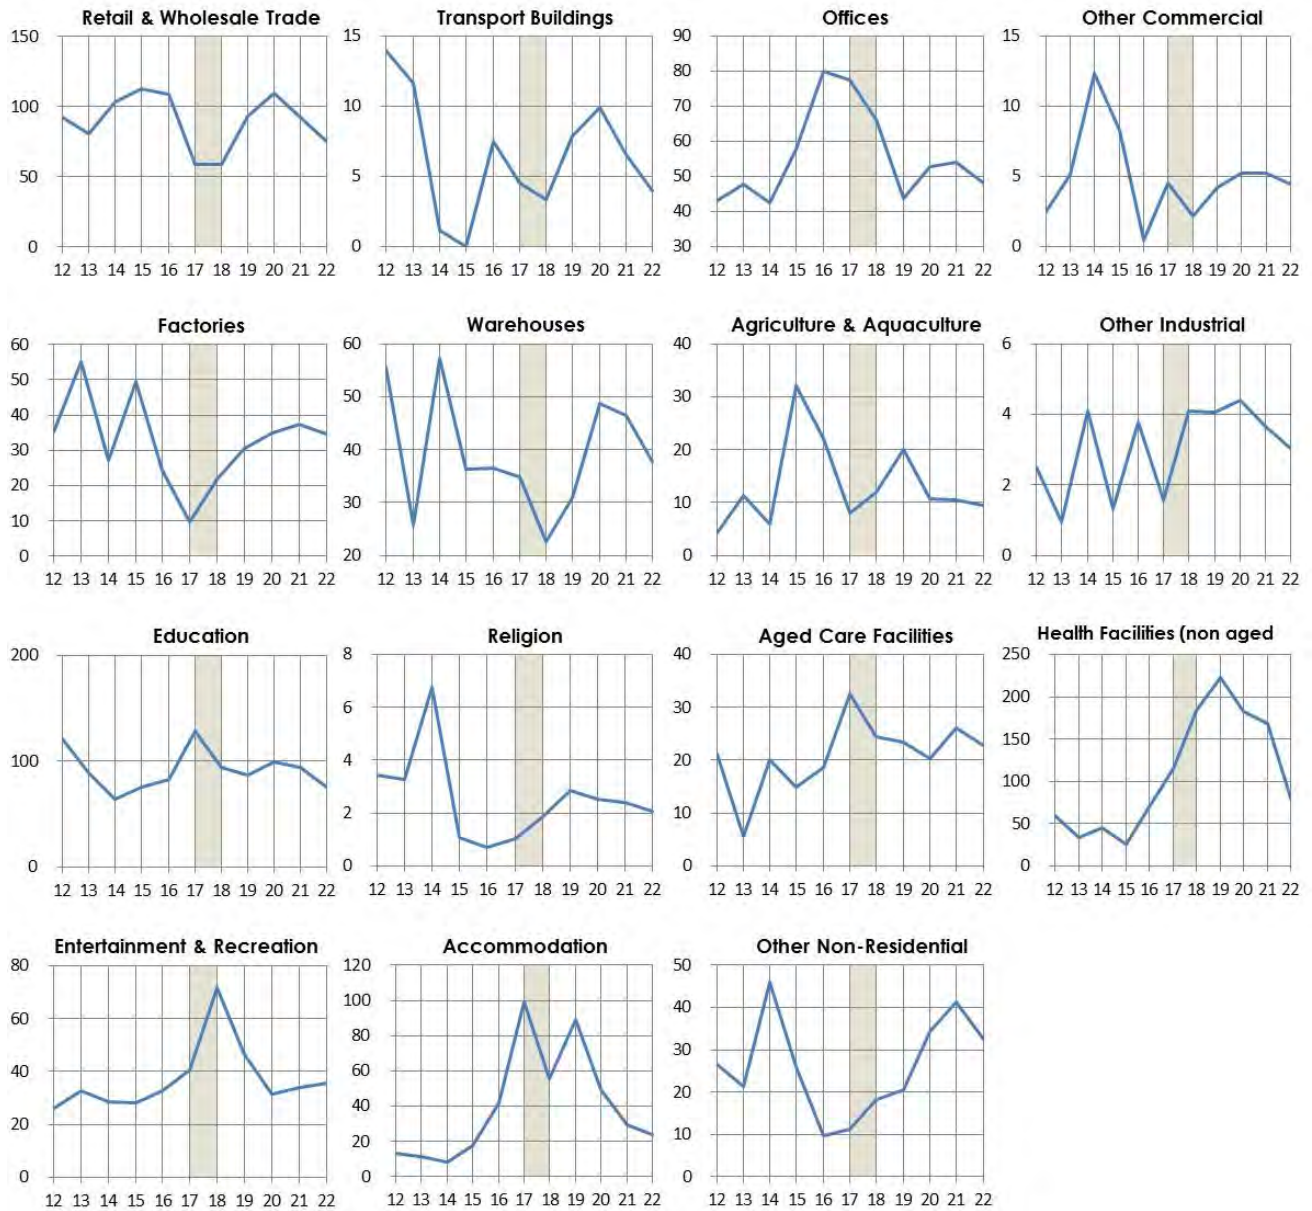 Retail & Wholesale Trade
150
100
50
0
12 13 14 15 16 17 18 19 20 21 22
Transport Buildings
15
10
5
0
12 13 14 15 16 17 18 19 20 21 22
Offices
90
80
70
60
50
40
30
12 13 14 15 16 17 18 19 20 21 22
Other Commercial
15
10
5
0
12 13 14 15 16 17 18 19 20 21 22
Factories
60
50
40
30
20
10
0
12 13 14 15 16 17 18 19 20 21 22
Warehouses
60
50
40
30
20
12 13 14 15 16 17 18 19 20 21 22
Agriculture & Aquaculture
40
30
20
10
0
12 13 14 15 16 17 18 19 20 21 22
Other Industrial
6
4
2
0
12 13 14 15 16 17 18 19 20 21 22
Education
200
100
0
12 13 14 15 16 17 18 19 20 21 22
Religion
8
6
4
2
0
12 13 14 15 16 17 18 19 20 21 22
Aged Care Facilities
40
30
20
10
0
12 13 14 15 16 17 18 19 20 21 22
Health Facilities (non aged
250
200
150
100
50
0
12 13 14 15 16 17 18 19 20 21 22
Entertainment & Recreation
80
60
40
20
0
12 13 14 15 16 17 18 19 20 21 22
Accommodation
120
100
80
60
40
20
0
12 13 14 15 16 17 18 19 20 21 22
Other Non-Residential
50
40
30
20
10
0
12 13 14 15 16 17 18 19 20 21 22